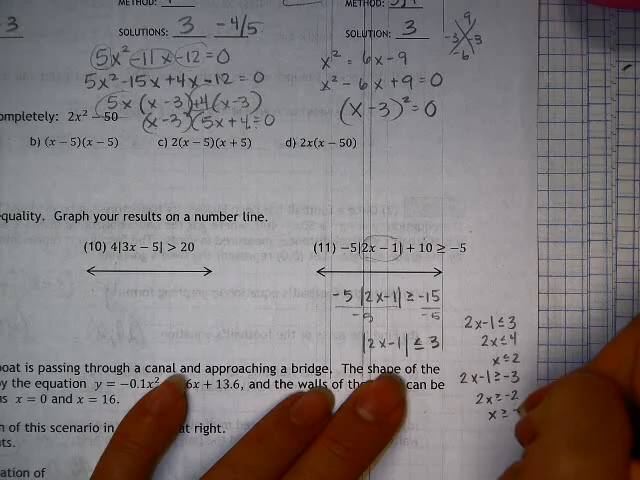 METHOD:
METHOD:
-3
SOLUTIONS: 3 -4/5
SOLUTIONS: 3
9
-3 3
-6
5x² -11x -12 = 0
x² = 6x - 9
5x² - 15x + 4x - 12 = 0
x² - 6x + 9 = 0
5x (x - 3) + 4 (x - 3)
(x - 3)² = 0
ompletely: 2x² - 50
(x - 3)(5x + 4) = 0
b) (x − 5)(x − 5) c) 2(x − 5)(x + 5) d) 2x(x − 50)
equality. Graph your results on a number line.
(10) 4|3x − 5| > 20
(11) −5|2x − 1| + 10 ≥ −5
-5 |2x-1| ≥ -15
-5 -5
|2x-1| ≤ 3
2x-1 ≤ 3
2x ≤ 4
x ≤ 2
2x-1 ≥ -3
2x ≥ -2
x ≥ -
oat is passing through a canal and approaching a bridge. The shape of the
y the equation y = −0.1x² 6x + 13.6, and the walls of the can be
s x = 0 and x = 16.
n of this scenario in at right.
ts.
ation of